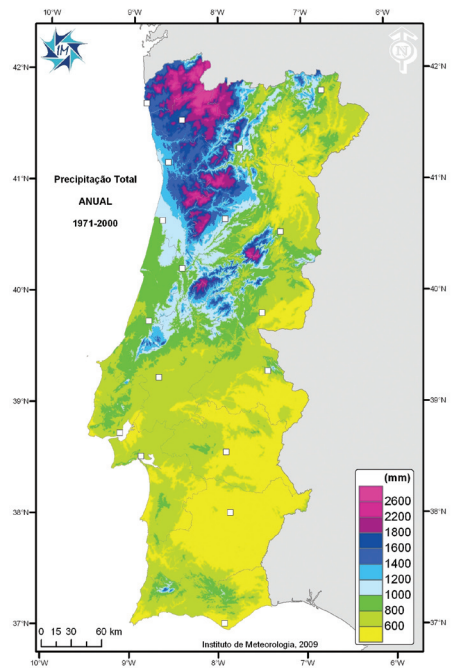 10°W 9°W 8°W 7°W 6°W
IM
N
42°N 42°N
41°N 41°N
Precipitação Total
ANUAL
1971-2000
40°N 40°N
39°N 39°N
(mm)
2600
2200
1800
1600
1400
1200
1000
800
600
38°N 38°N
37°N 37°N
0 15 30 60 km
Instituto de Meteorologia, 2009
10°W 9°W 8°W 7°W 6°W